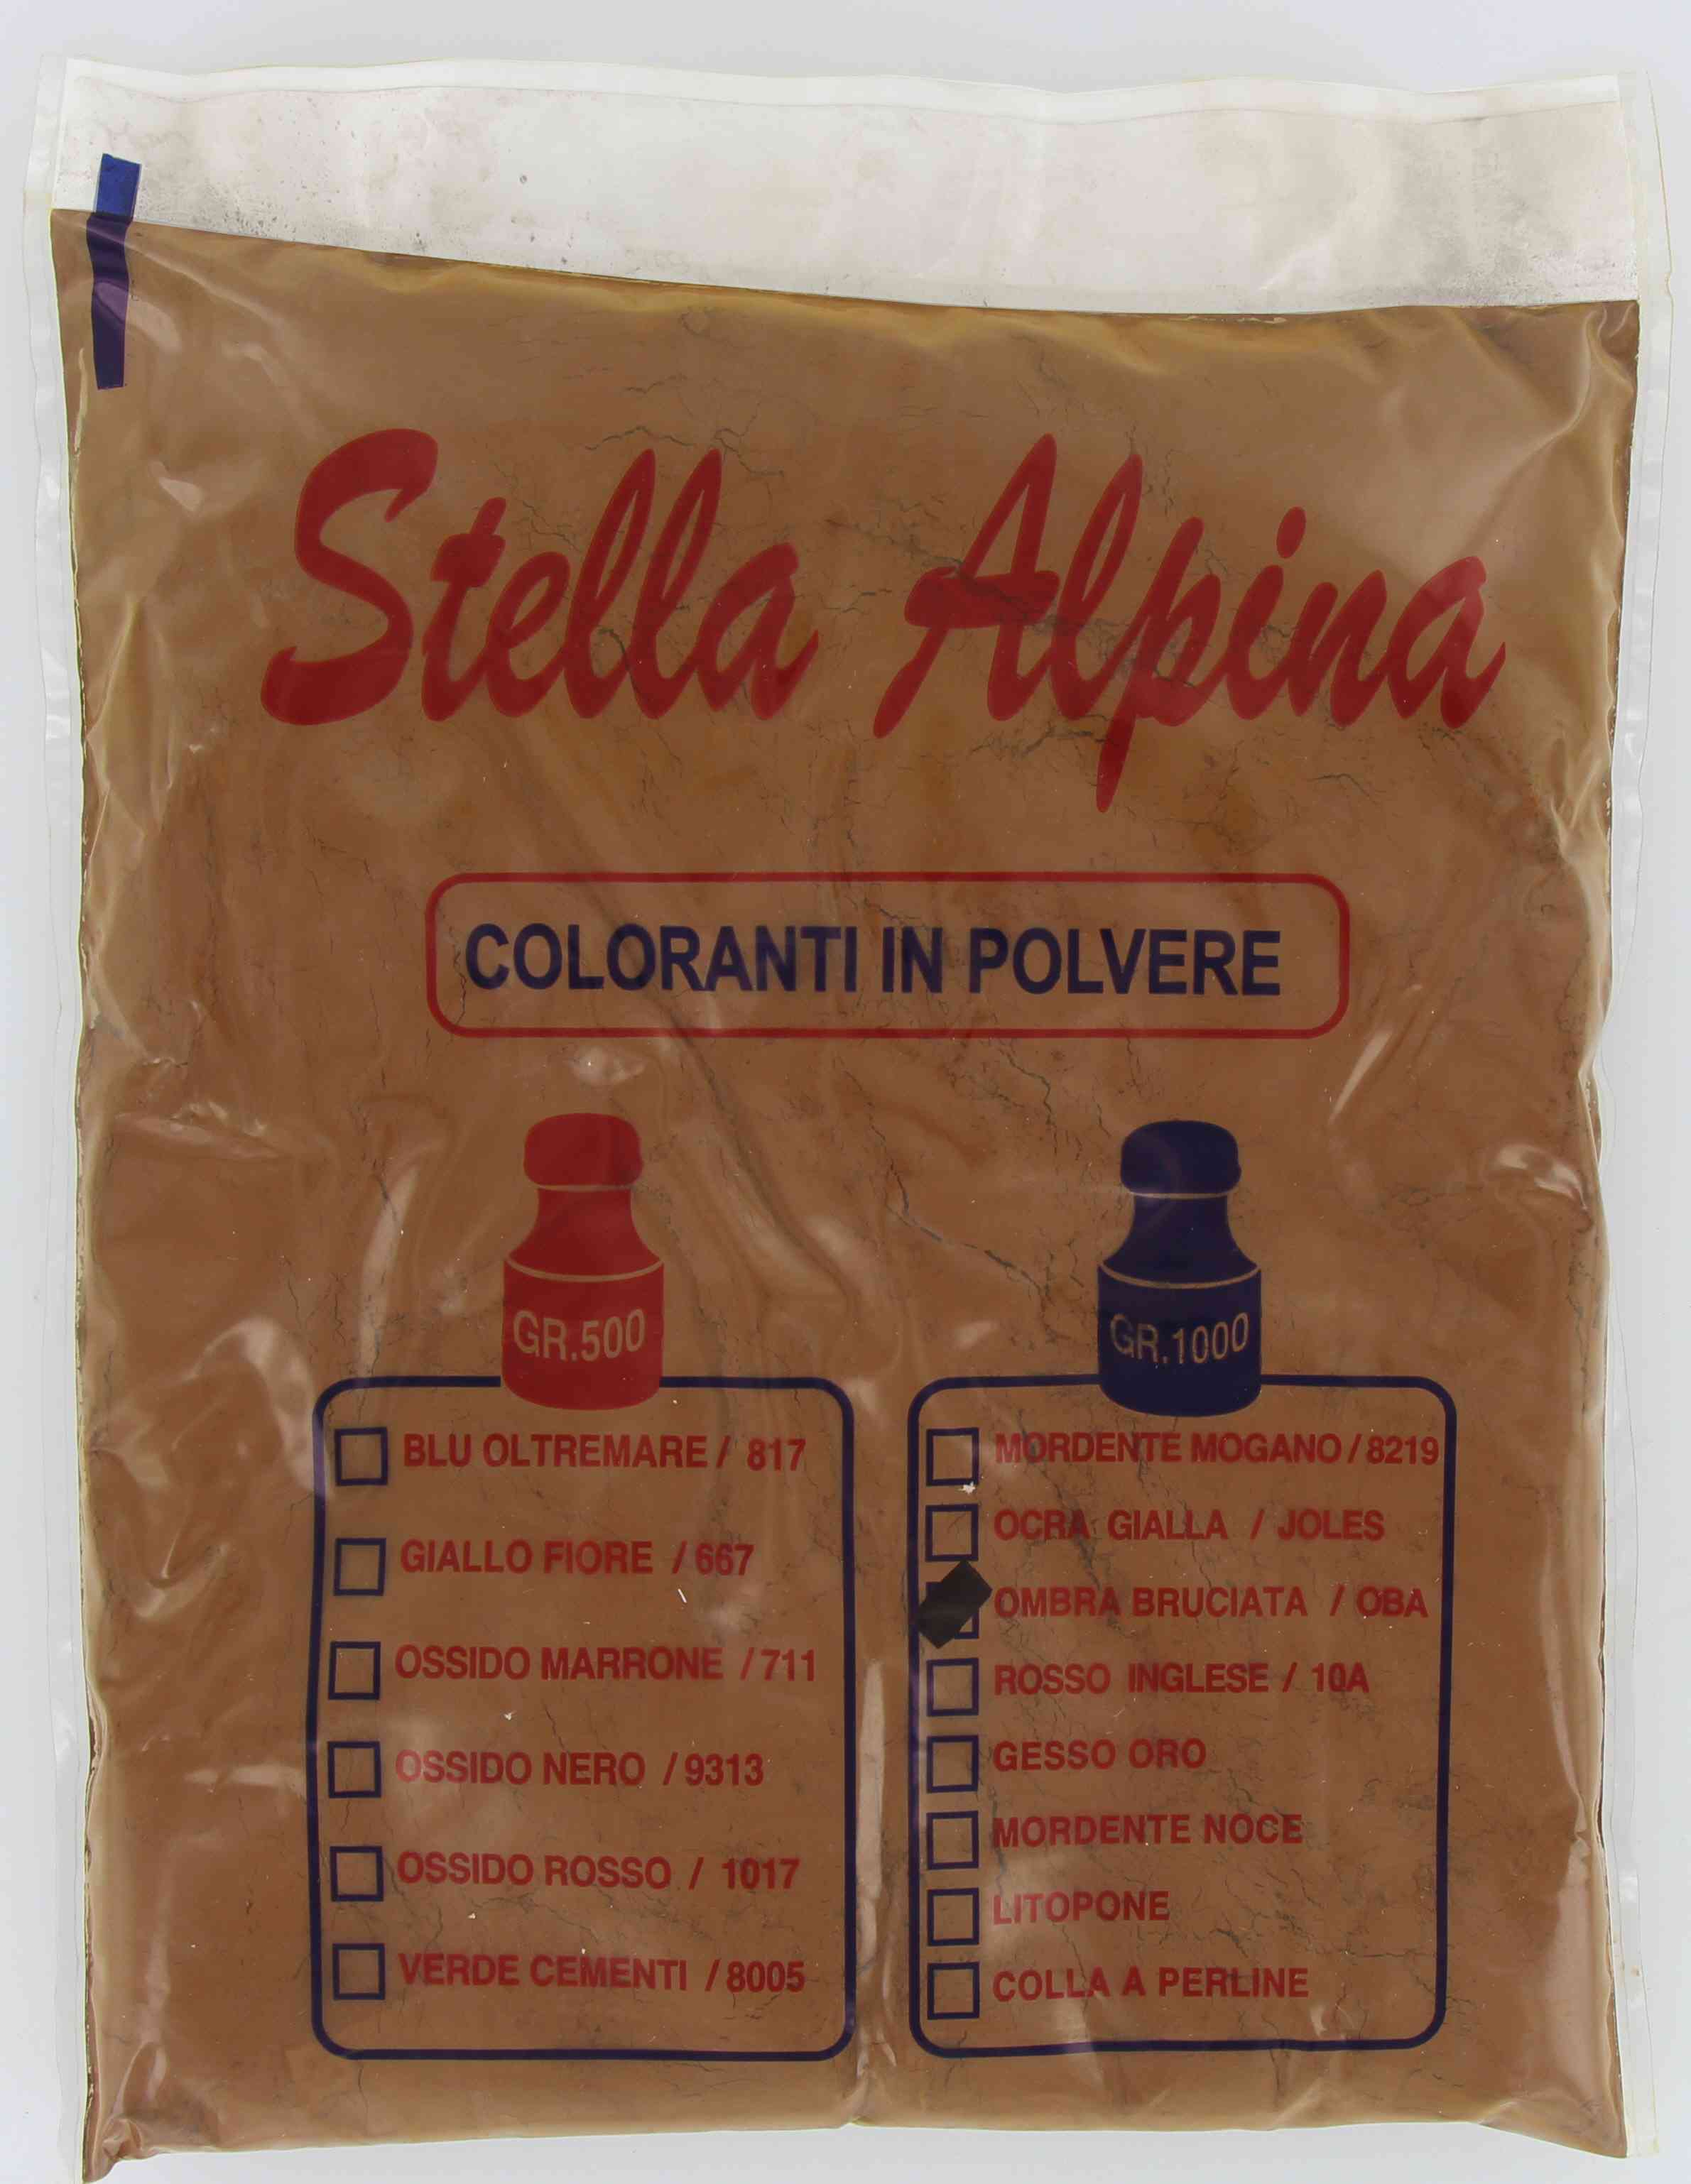 Stella Alpina
COLORANTI IN POLVERE
GR.500
BLU OLTREMARE / 817
GIALLO FIORE / 667
OSSIDO MARRONE / 711
OSSIDO NERO / 9313
OSSIDO ROSSO / 1017
VERDE CEMENTI / 8005
GR.1000
MORDENTE MOGANO / 8219
OCRA GIALLA / JOLES
OMBRA BRUCIATA / OBA
ROSSO INGLESE / 10A
GESSO ORO
MORDENTE NOCE
LITOPONE
COLLA A PERLINE